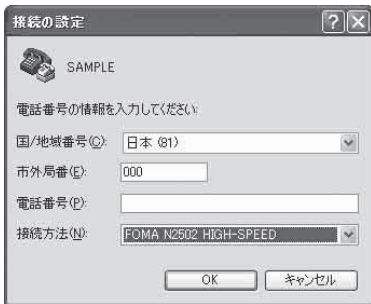 接続の設定
SAMPLE
電話番号の情報を入力してください:
国/地域番号(C): 日本 (81)
市外局番(E): 000
電話番号(P):
接続方法(N): FOMA N2502 HIGH-SPEED
OK キャンセル